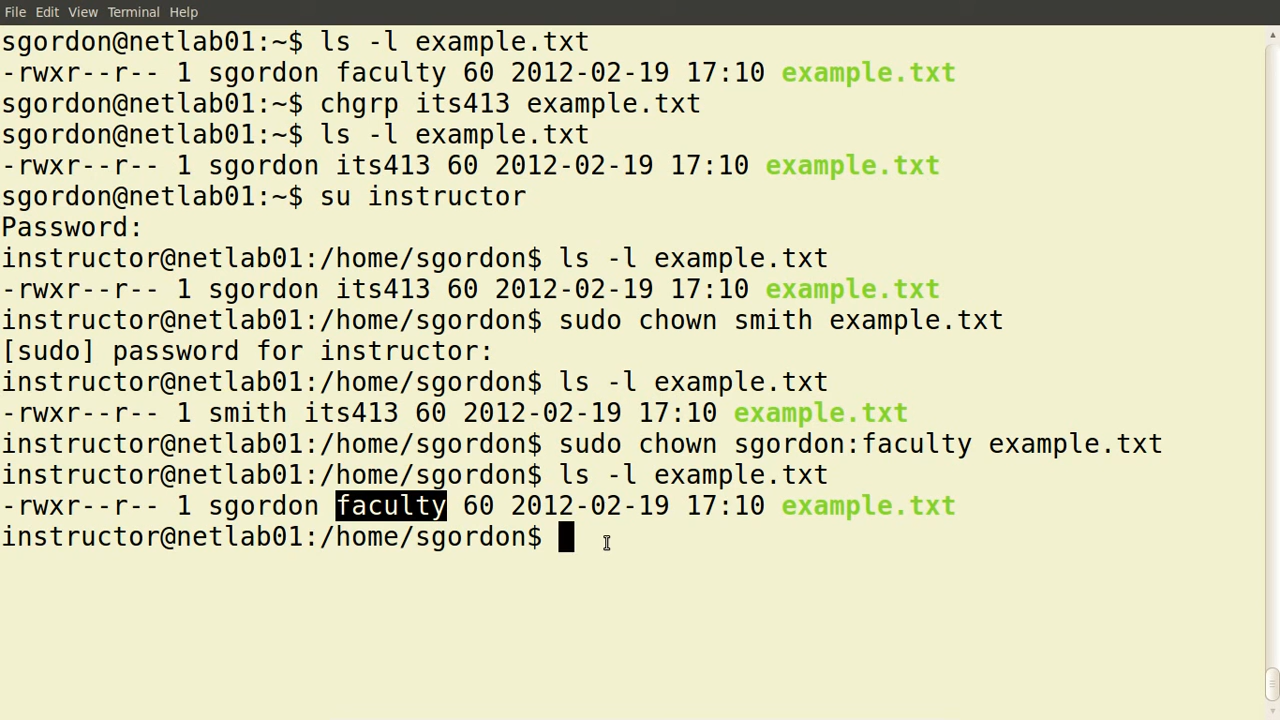 File Edit View Terminal Help
sgordon@netlab01:~$ ls -l example.txt
-rwxr--r-- 1 sgordon faculty 60 2012-02-19 17:10 example.txt
sgordon@netlab01:~$ chgrp its413 example.txt
sgordon@netlab01:~$ ls -l example.txt
-rwxr--r-- 1 sgordon its413 60 2012-02-19 17:10 example.txt
sgordon@netlab01:~$ su instructor
Password:
instructor@netlab01:/home/sgordon$ ls -l example.txt
-rwxr--r-- 1 sgordon its413 60 2012-02-19 17:10 example.txt
instructor@netlab01:/home/sgordon$ sudo chown smith example.txt
[sudo] password for instructor:
instructor@netlab01:/home/sgordon$ ls -l example.txt
-rwxr--r-- 1 smith its413 60 2012-02-19 17:10 example.txt
instructor@netlab01:/home/sgordon$ sudo chown sgordon:faculty example.txt
instructor@netlab01:/home/sgordon$ ls -l example.txt
-rwxr--r-- 1 sgordon faculty 60 2012-02-19 17:10 example.txt
instructor@netlab01:/home/sgordon$